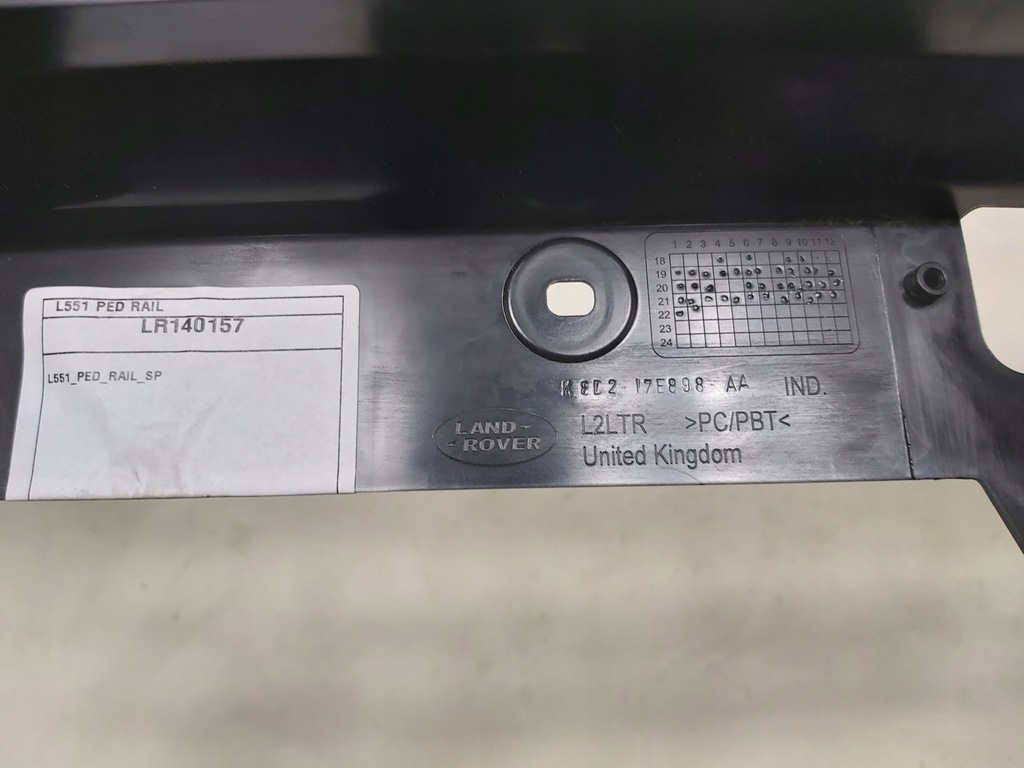 L551 PED RAIL
LR140157
L551_PED_RAIL_SP
1 2 3 4 5 6 7 8 9 10 11 12
18
19
20
21
22
23
24
17E898-AA IND.
L2LTR >PC/PBT<
United Kingdom
LAND-
-ROVER